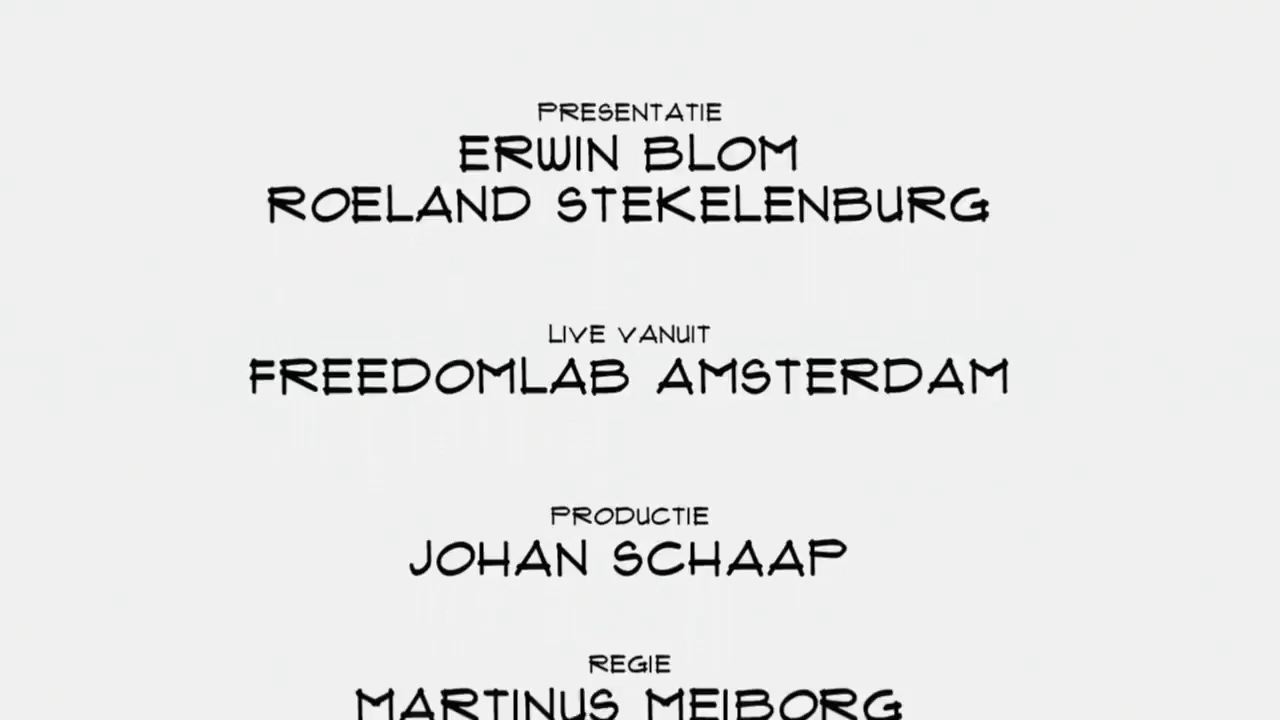 PRESENTATIE
ERWIN BLOM
ROELAND STEKELENBURG
LIVE VANUIT
FREEDOMLAB AMSTERDAM
PRODUCTIE
JOHAN SCHAAP
REGIE
MARTINUS MEIBORG